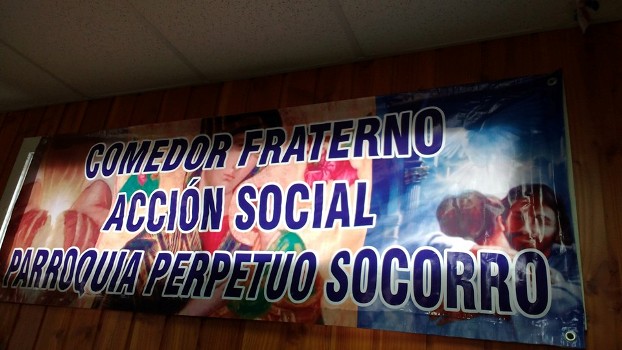 COMEDOR FRATERNO
ACCIÓN SOCIAL
PARROQUIA PERPETUO SOCORRO